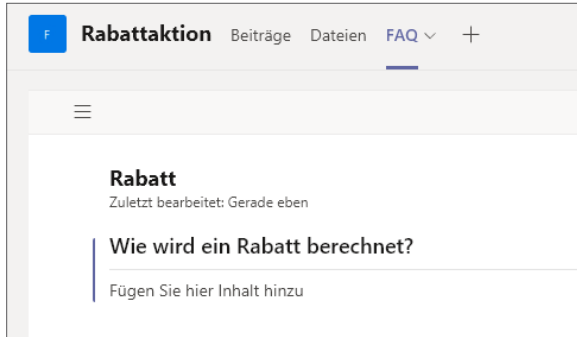 F Rabattaktion Beiträge Dateien FAQ
Rabatt
Zuletzt bearbeitet: Gerade eben
Wie wird ein Rabatt berechnet?
Fügen Sie hier Inhalt hinzu